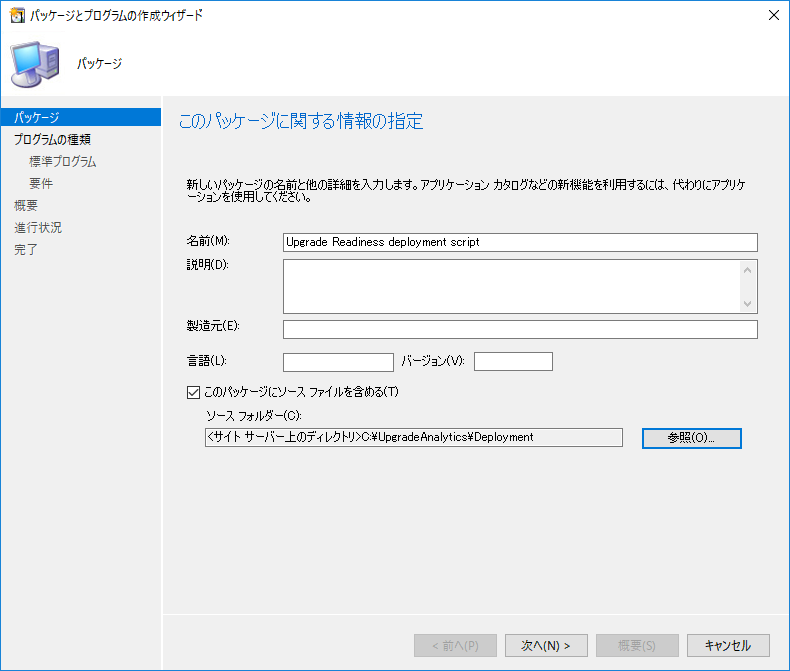 パッケージとプログラムの作成ウィザード
パッケージ
パッケージ
プログラムの種類
標準プログラム
要件
概要
進行状況
完了
このパッケージに関する情報の指定
新しいパッケージの名前と他の詳細を入力します。アプリケーション カタログなどの新機能を利用するには、代わりにアプリケ
ーションを使用してください。
名前(M):
Upgrade Readiness deployment script
説明(D):
製造元(E):
言語(L):
バージョン(V):
このパッケージにソース ファイルを含める(T)
ソース フォルダー(C):
<サイト サーバー上のディレクトリ>C:¥UpgradeAnalytics¥Deployment
参照(O)...
< 前へ(P)
次へ(N) >
概要(S)
キャンセル